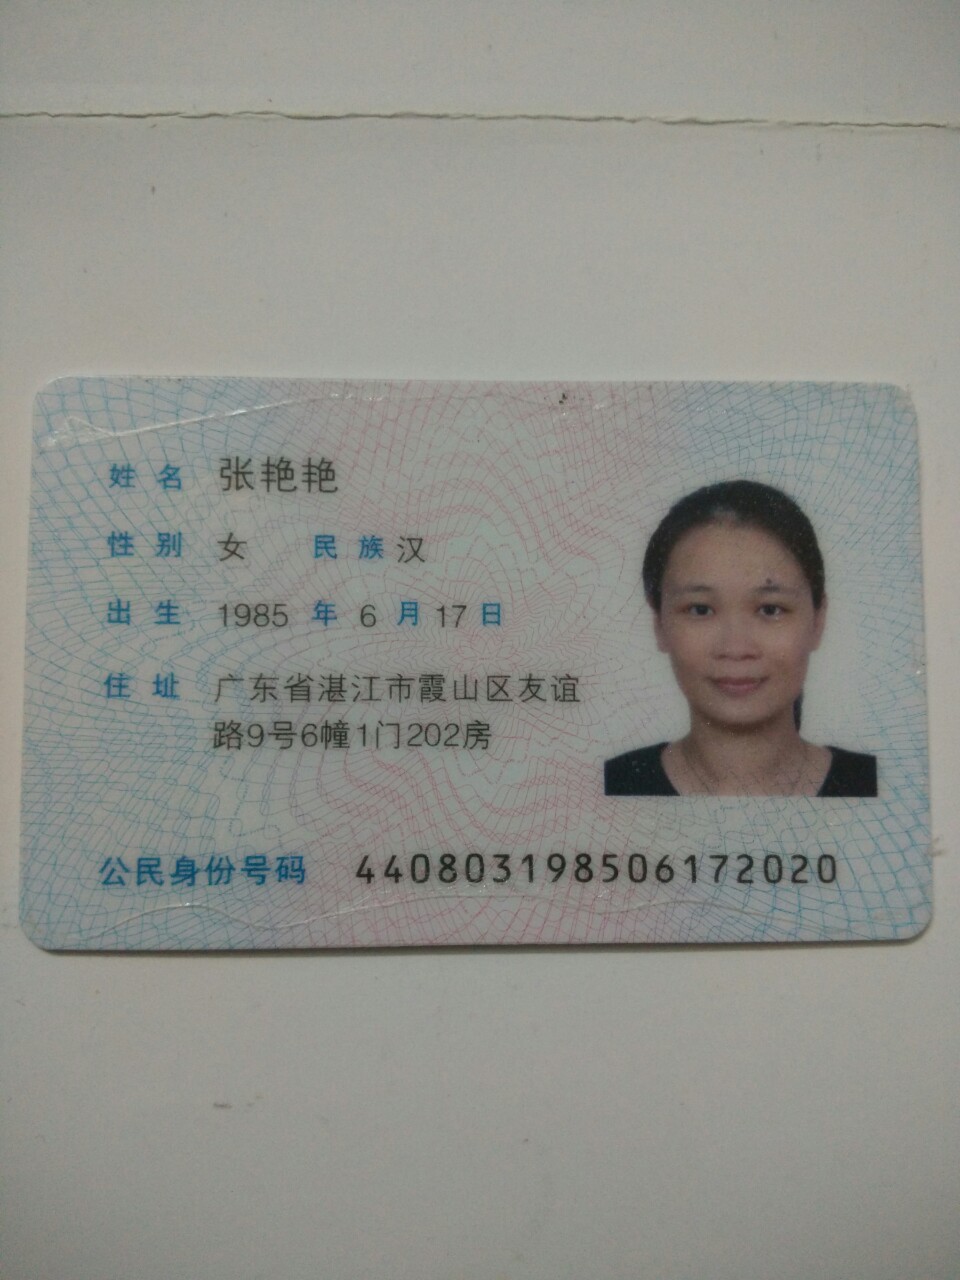 姓名 张艳艳
性别 女 民族 汉
出生 1985 年 6 月 17 日
住址 广东省湛江市霞山区友谊
路9号6幢1门202房
公民身份号码 440803198506172020